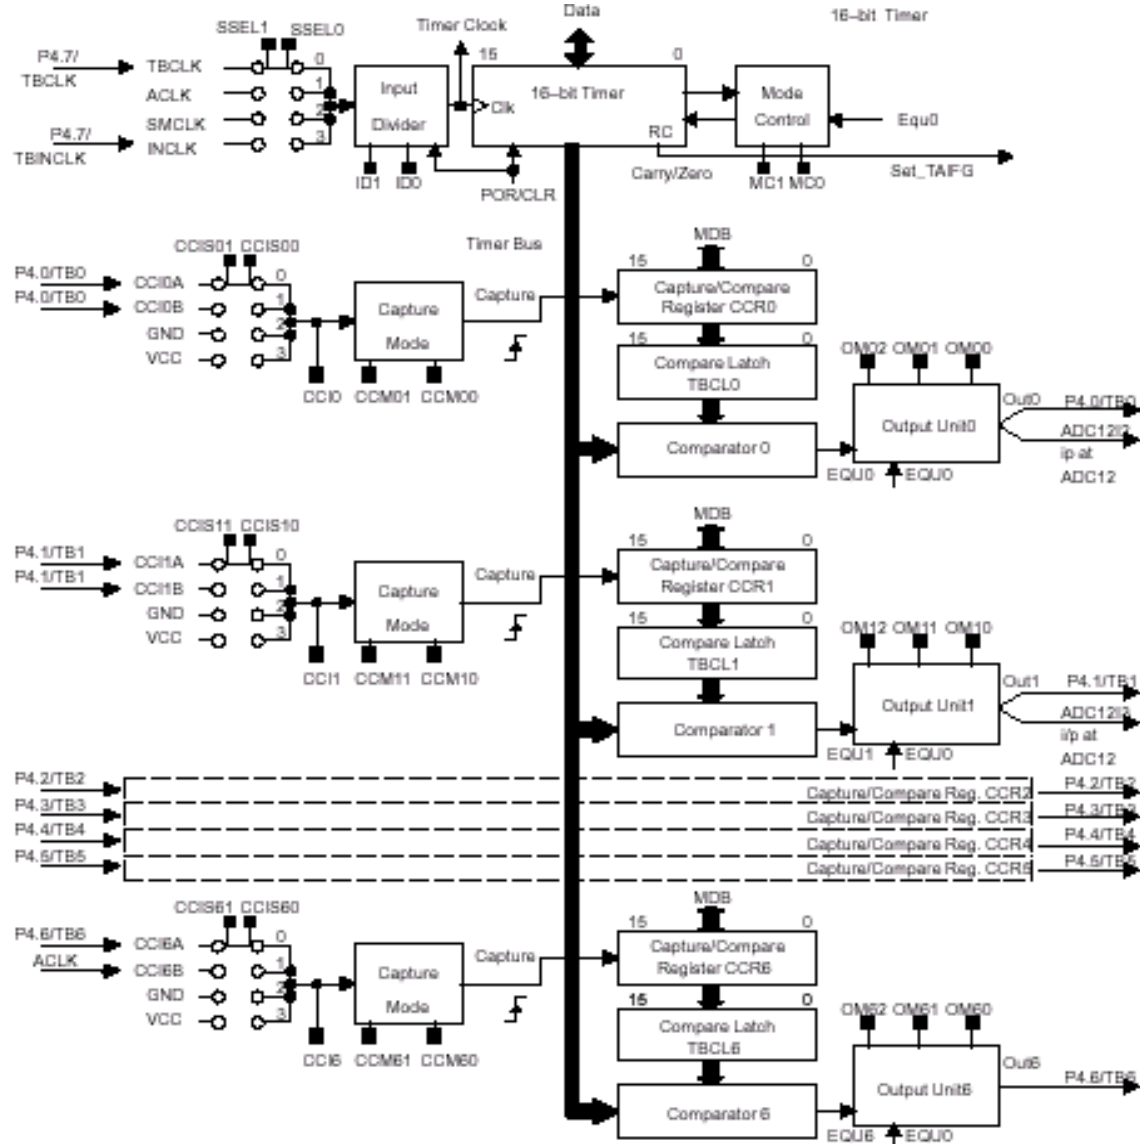 Data
16-bit Timer
SSEL1 SSEL0
Timer Clock
15 0
P4.7/
TBCLK
TBCLK
ACLK
SMCLK
INCLK
0
1
2
3
P4.7/
TBINCLK
Input
Divider
Clk
16-bit Timer
RC
Mode
Control
Equ0
ID1 ID0
POR/CLR
Carry/Zero
MC1 MC0
Set_TAIFG
Timer Bus
CCIS01 CCIS00
P4.0/TB0
P4.0/TB0
CCI0A
CCI0B
GND
VCC
0
1
2
3
CCI0
Capture
Mode
CCM01 CCM00
Capture
MDB
15 0
Capture/Compare
Register CCR0
15 0
Compare Latch
TBCL0
Comparator 0
EQU0
EQU0
OM02 OM01 OM00
Output Unit0
Out0
P4.0/TB0
ADC12I2
ip at
ADC12
CCIS11 CCIS10
P4.1/TB1
P4.1/TB1
CCI1A
CCI1B
GND
VCC
0
1
2
3
CCI1
Capture
Mode
CCM11 CCM10
Capture
MDB
15 0
Capture/Compare
Register CCR1
15 0
Compare Latch
TBCL1
Comparator 1
EQU1
EQU0
OM12 OM11 OM10
Output Unit1
Out1
P4.1/TB1
ADC12I3
i/p at
ADC12
P4.2/TB2
Capture/Compare Reg. CCR2
P4.2/TB2
P4.3/TB3
Capture/Compare Reg. CCR3
P4.3/TB3
P4.4/TB4
Capture/Compare Reg. CCR4
P4.4/TB4
P4.5/TB5
Capture/Compare Reg. CCR5
P4.5/TB5
CCIS61 CCIS60
P4.6/TB6
ACLK
CCI6A
CCI6B
GND
VCC
0
1
2
3
CCI6
Capture
Mode
CCM61 CCM60
Capture
MDB
15 0
Capture/Compare
Register CCR6
15 0
Compare Latch
TBCL6
Comparator 6
EQU6
EQU0
OM62 OM61 OM60
Output Unit6
Out6
P4.6/TB6